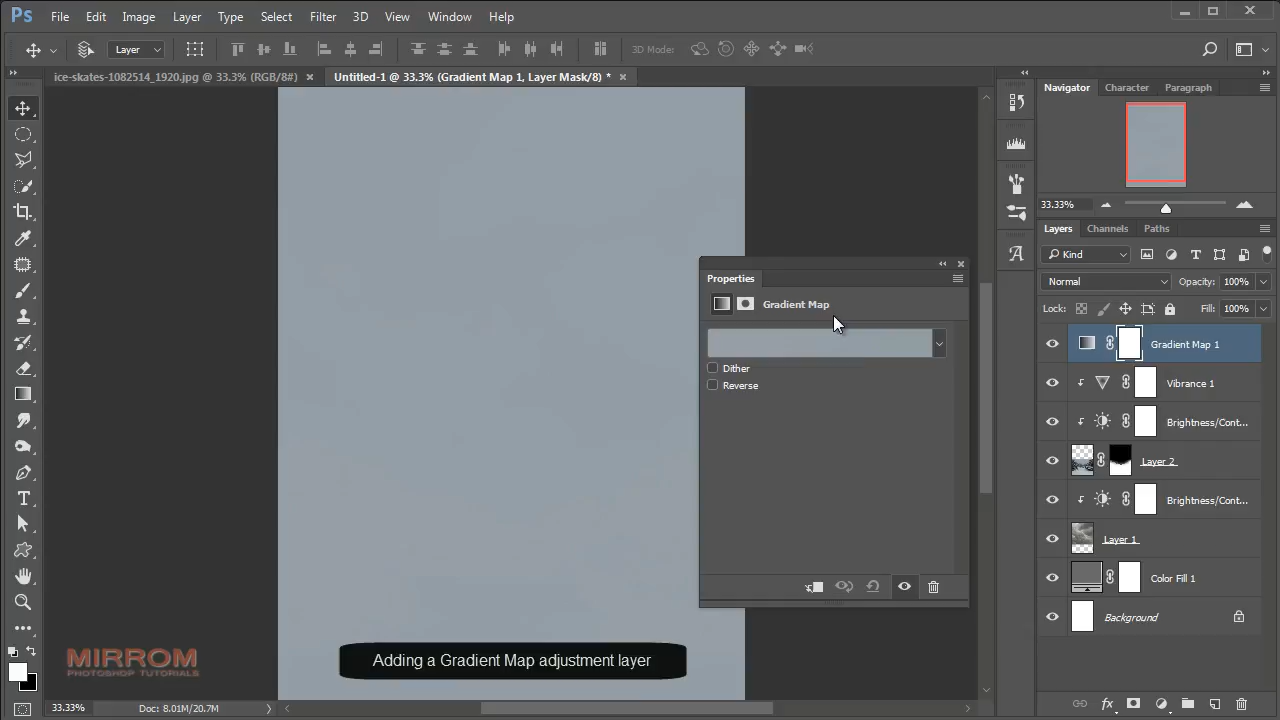 Ps File Edit Image Layer Type Select Filter 3D View Window Help
Layer 3D Mode:
ice-skates-1082514_1920.jpg @ 33.3% (RGB/8#) Untitled-1 @ 33.3% (Gradient Map 1, Layer Mask/8) *
Navigator Character Paragraph
33.33%
Layers Channels Paths
Kind
Normal Opacity: 100%
Lock: Fill: 100%
Gradient Map 1
Vibrance 1
Brightness/Cont...
Layer 2
Brightness/Cont...
Layer 1
Color Fill 1
Background
Properties
Gradient Map
Dither
Reverse
Adding a Gradient Map adjustment layer
MIRROM
PHOTOSHOP TUTORIALS
33.33% Doc: 8.01M/20.7M
fx